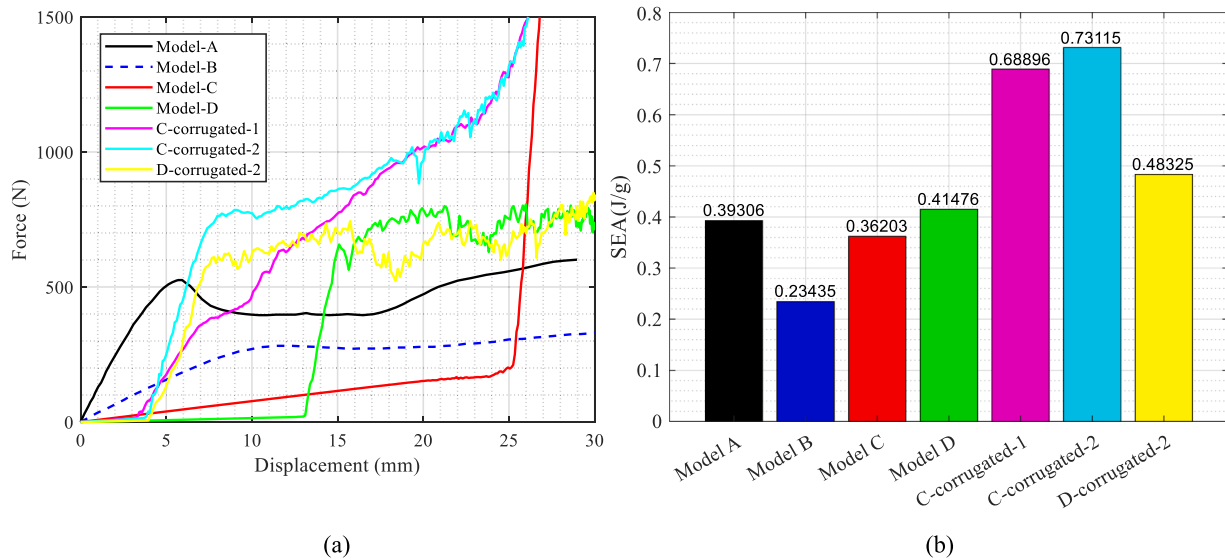 1500
1000
500
0
Force (N)
Model-A
Model-B
Model-C
Model-D
C-corrugated-1
C-corrugated-2
D-corrugated-2
0 5 10 15 20 25 30
Displacement (mm)
(a)
0.8
0.7
0.6
0.5
0.4
0.3
0.2
0.1
0
SEA(J/g)
0.39306
0.23435
0.36203
0.41476
0.68896
0.73115
0.48325
Model A
Model B
Model C
Model D
C-corrugated-1
C-corrugated-2
D-corrugated-2
(b)